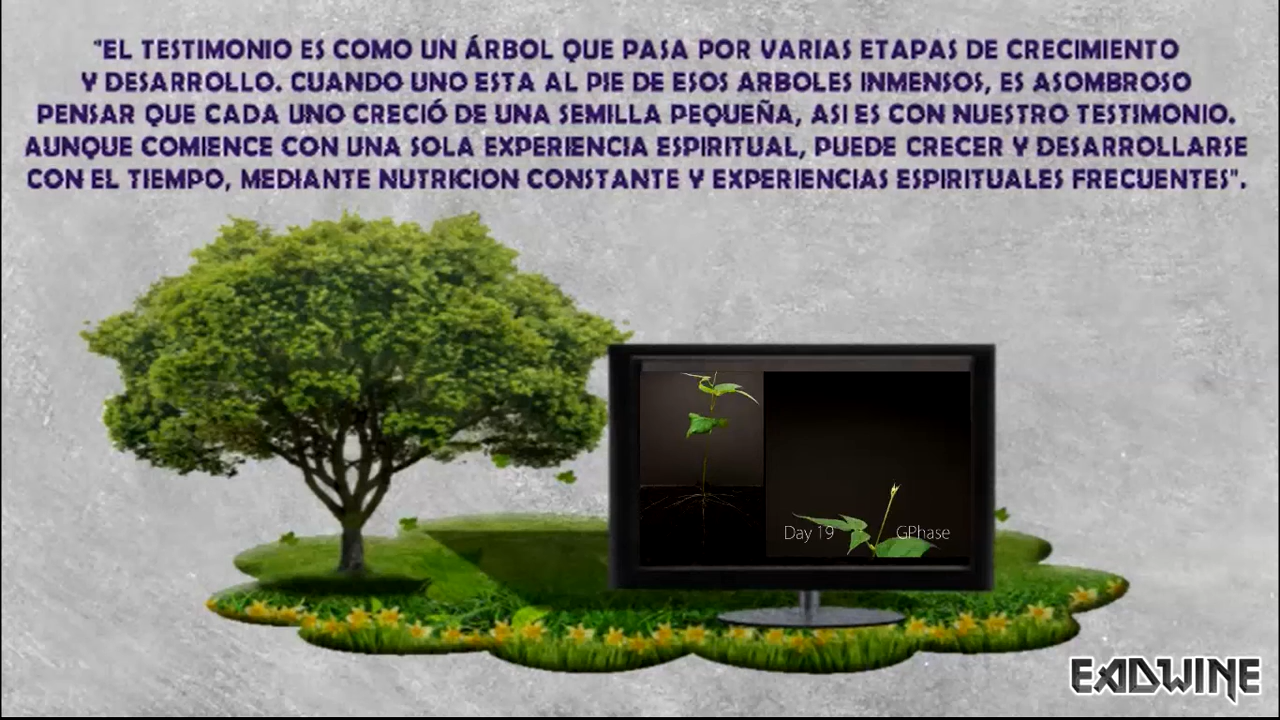 "EL TESTIMONIO ES COMO UN ÁRBOL QUE PASA POR VARIAS ETAPAS DE CRECIMIENTO
Y DESARROLLO. CUANDO UNO ESTA AL PIE DE ESOS ARBOLES INMENSOS, ES ASOMBROSO
PENSAR QUE CADA UNO CRECIÓ DE UNA SEMILLA PEQUEÑA, ASI ES CON NUESTRO TESTIMONIO.
AUNQUE COMIENCE CON UNA SOLA EXPERIENCIA ESPIRITUAL, PUEDE CRECER Y DESARROLLARSE
CON EL TIEMPO, MEDIANTE NUTRICION CONSTANTE Y EXPERIENCIAS ESPIRITUALES FRECUENTES".
Day 19 GPhase
EADWINE